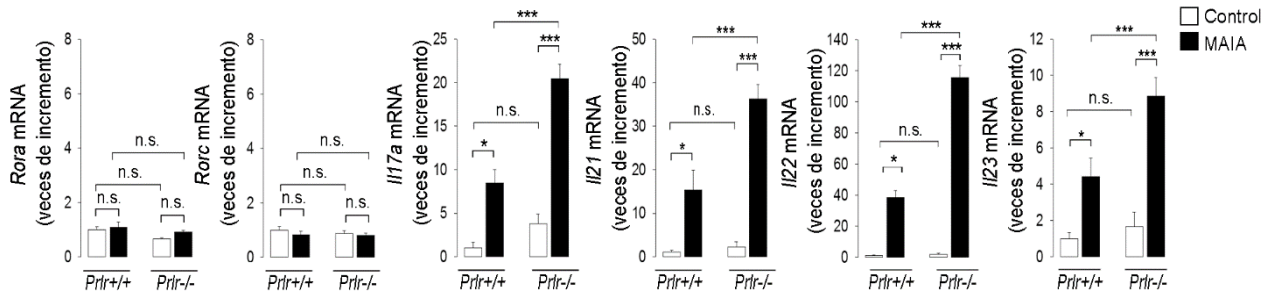 Control
MAIA
Rora mRNA
(veces de incremento)
8
6
4
2
0
n.s.
n.s.
n.s.
n.s.
Prlr+/+
Prlr-/-
Rorc mRNA
(veces de incremento)
8
6
4
2
0
n.s.
n.s.
n.s.
n.s.
Prlr+/+
Prlr-/-
Il17a mRNA
(veces de incremento)
25
20
15
10
5
0
***
***
n.s.
*
Prlr+/+
Prlr-/-
Il21 mRNA
(veces de incremento)
50
40
30
20
10
0
***
***
n.s.
*
Prlr+/+
Prlr-/-
Il22 mRNA
(veces de incremento)
140
120
100
80
60
40
20
0
***
***
n.s.
*
Prlr+/+
Prlr-/-
Il23 mRNA
(veces de incremento)
12
10
8
6
4
2
0
***
***
n.s.
*
Prlr+/+
Prlr-/-